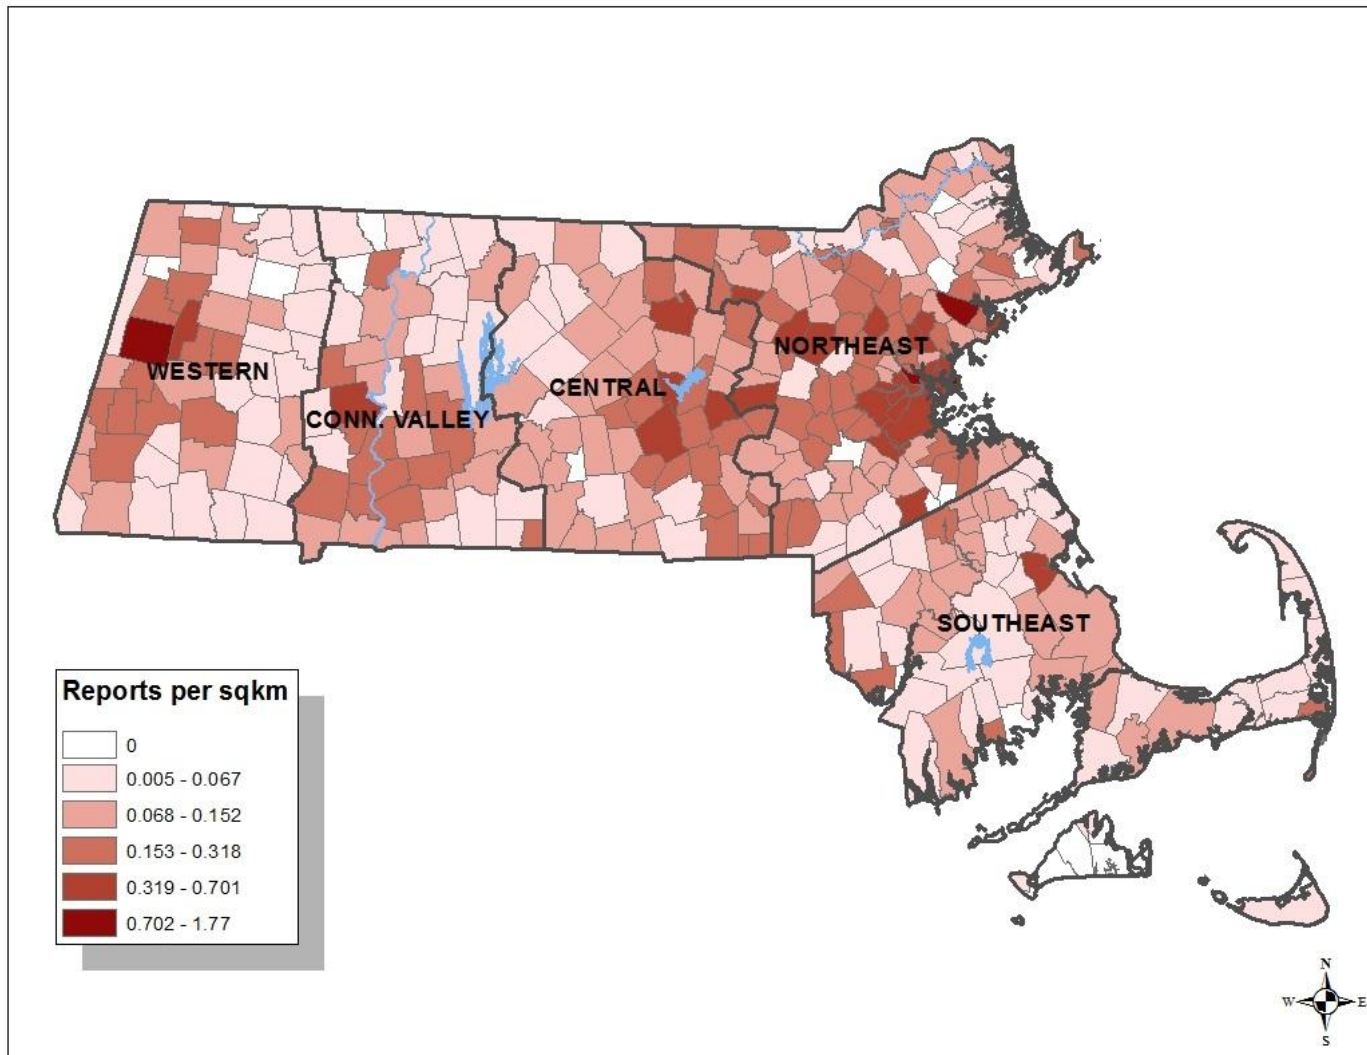 WESTERN
CONN. VALLEY
CENTRAL
NORTHEAST
SOUTHEAST
Reports per sqkm
0
0.005 - 0.067
0.068 - 0.152
0.153 - 0.318
0.319 - 0.701
0.702 - 1.77
N
W E
S